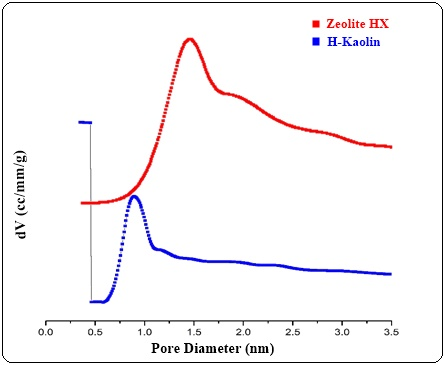 Zeolite HX
H-Kaolin
dV (cc/mm/g)
0.0 0.5 1.0 1.5 2.0 2.5 3.0 3.5
Pore Diameter (nm)